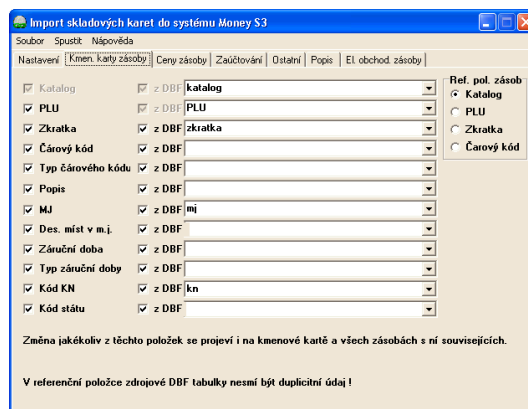 Import skladových karet do systému Money S3
Soubor Spustit Nápověda
Nastavení Kmen. karty zásoby Ceny zásoby Zaúčtování Ostatní Popis El. obchod. zásoby
Katalog z DBF katalog
PLU z DBF PLU
Zkratka z DBF zkratka
Čárový kód z DBF
Typ čárového kódu z DBF
Popis z DBF
MJ z DBF mj
Des. míst v m.j. z DBF
Záruční doba z DBF
Typ záruční doby z DBF
Kód KN z DBF kn
Kód státu z DBF
Ref. pol. zásob
Katalog
PLU
Zkratka
Čarový kód
Změna jakékoliv z těchto položek se projeví i na kmenové kartě a všech zásobách s ní souvisejících.
V referenční položce zdrojové DBF tabulky nesmí být duplicitní údaj !